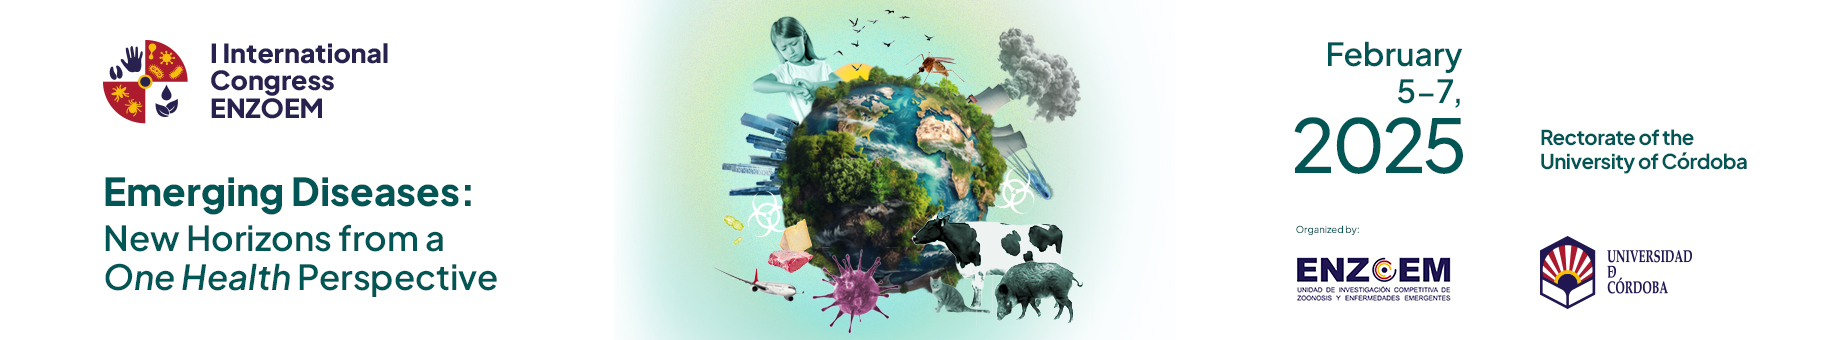 I International
Congress
ENZOEM
Emerging Diseases:
New Horizons from a
One Health Perspective
February
5–7,
2025
Rectorate of the
University of Córdoba
Organized by:
ENZOEM
UNIDAD DE INVESTIGACIÓN COMPETITIVA DE
ZOONOSIS Y ENFERMEDADES EMERGENTES
UNIVERSIDAD
D
CÓRDOBA